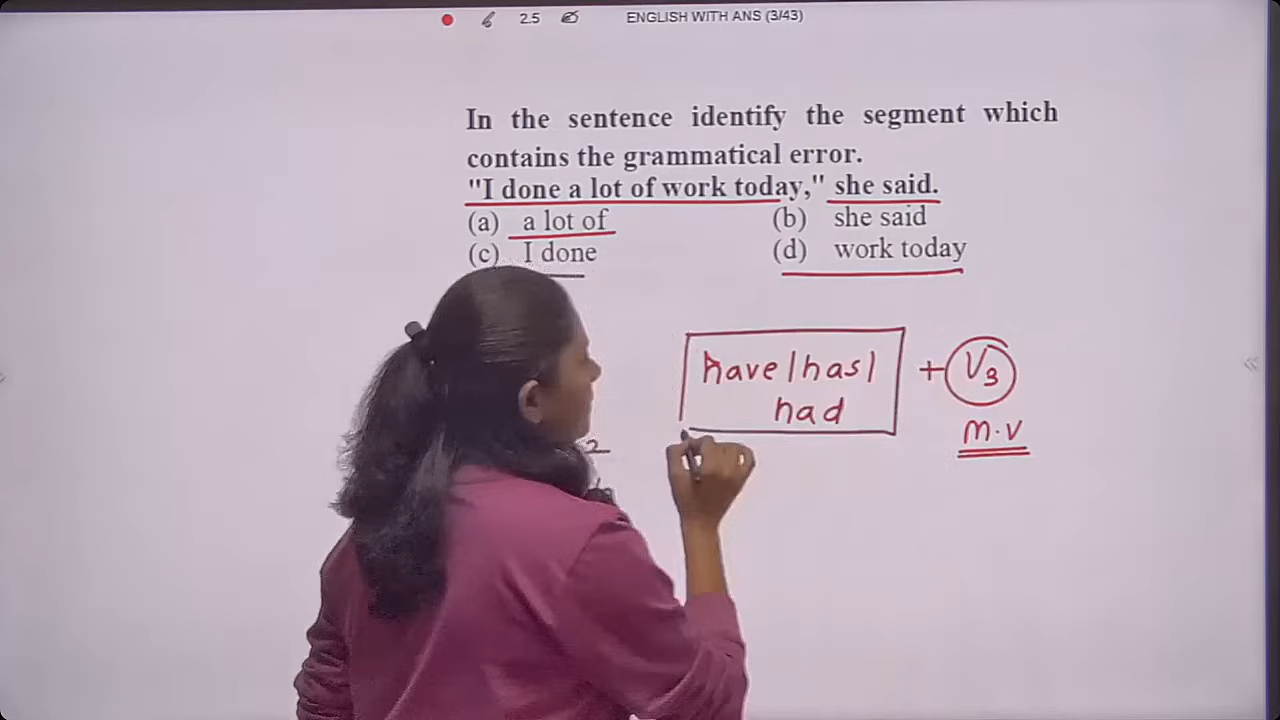 2.5 ENGLISH WITH ANS (3/43)
In the sentence identify the segment which
contains the grammatical error.
"I done a lot of work today," she said.
(a) a lot of (b) she said
(c) I done (d) work today
have/has/ + V3
had
M.V
2